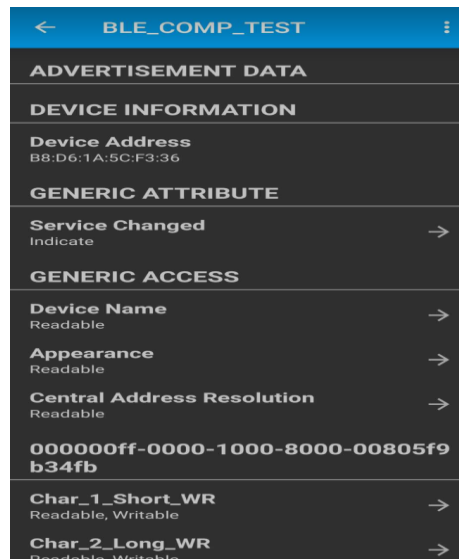 BLE_COMP_TEST
ADVERTISEMENT DATA
DEVICE INFORMATION
Device Address
B8:D6:1A:5C:F3:36
GENERIC ATTRIBUTE
Service Changed
Indicate
GENERIC ACCESS
Device Name
Readable
Appearance
Readable
Central Address Resolution
Readable
000000ff-0000-1000-8000-00805f9
b34fb
Char_1_Short_WR
Readable, Writable
Char_2_Long_WR
Readable, Writable